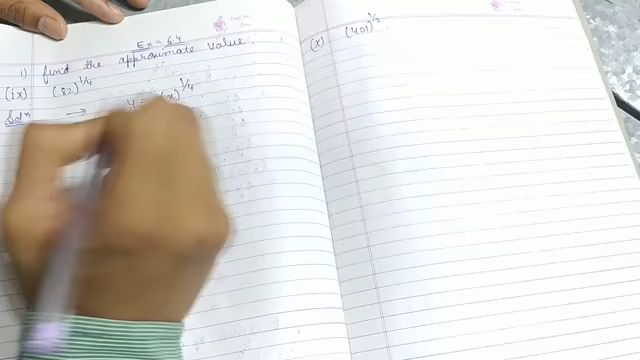 Ex = 6.4
1) find the approximate value.
(ix) (82)^1/4
Solⁿ → y = (x)^1/4
(x) (401)^1/2